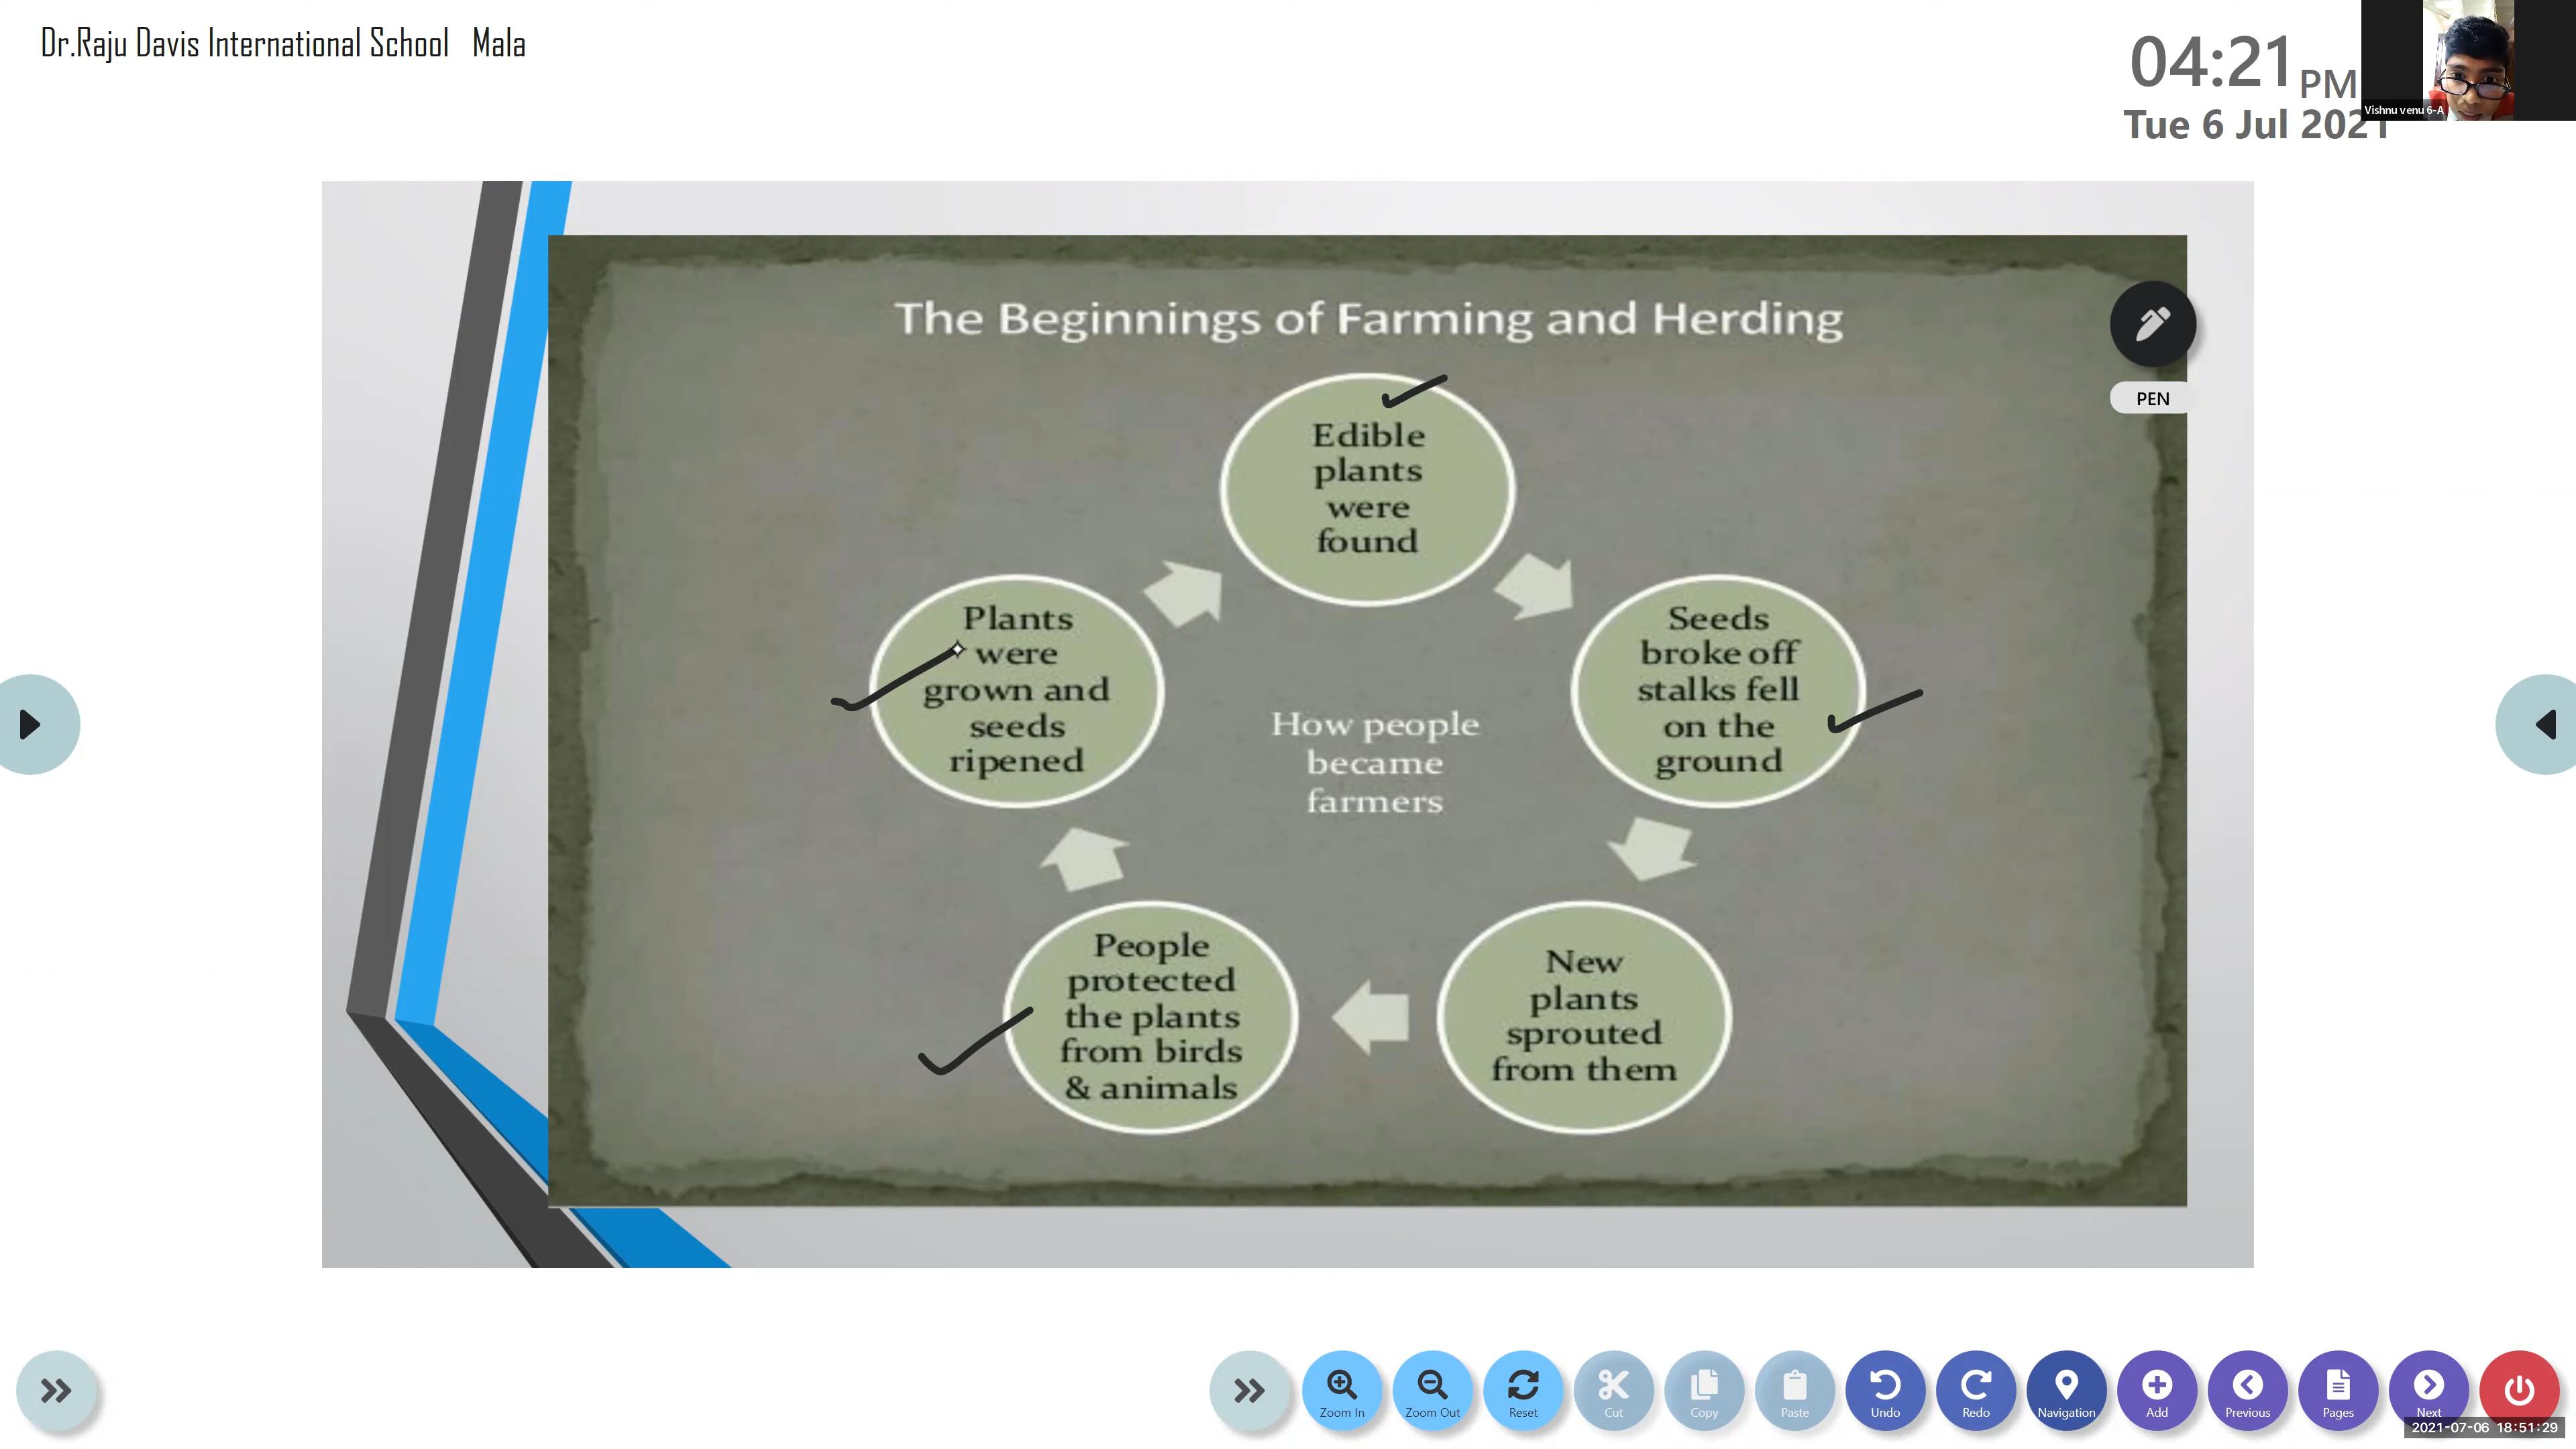 Dr.Raju Davis International School Mala
04:21 PM
Tue 6 Jul 2021
Vishnu venu 6-A
The Beginnings of Farming and Herding
PEN
Edible
plants
were
found
Seeds
broke off
stalks fell
on the
ground
New
plants
sprouted
from them
People
protected
the plants
from birds
& animals
Plants
were
grown and
seeds
ripened
How people
became
farmers
Zoom In
Zoom Out
Reset
Cut
Copy
Paste
Undo
Redo
Navigation
Add
Previous
Pages
Next
2021-07-06 18:51:29